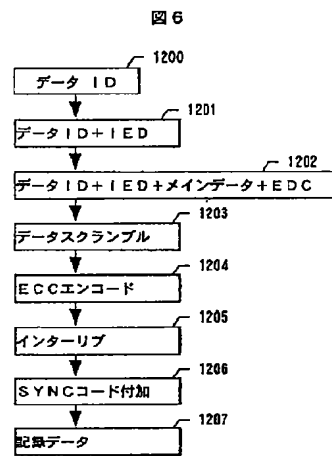 図6
1200
データ ID
1201
データID+IED
1202
データID+IED+メインデータ+EDC
1203
データスクランブル
1204
ECCエンコード
1205
インターリブ
1206
SYNCコード付加
1207
記録データ